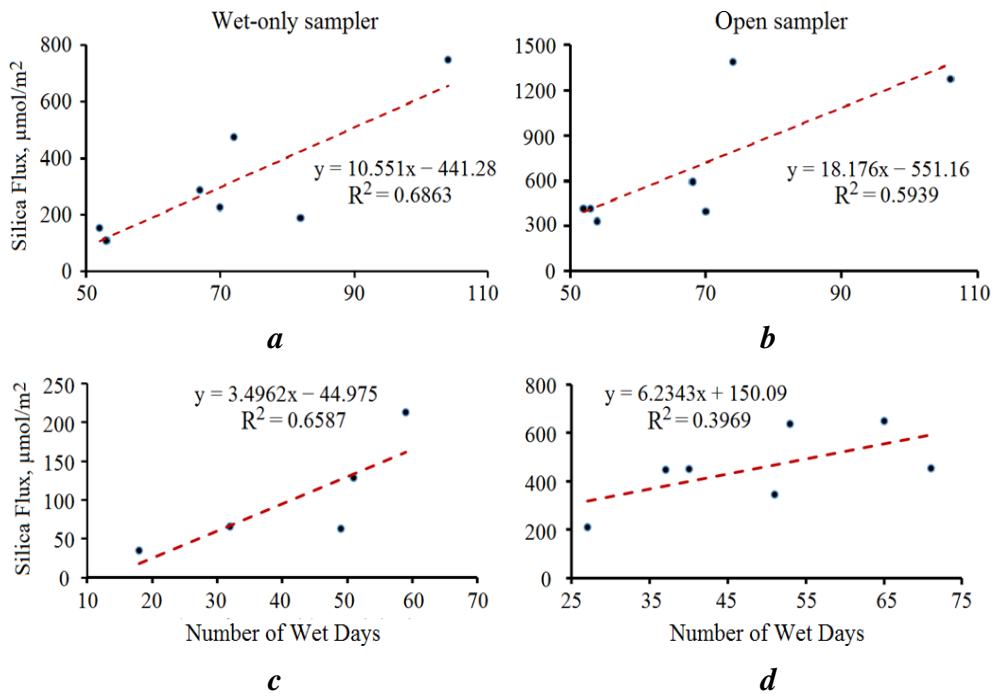 Wet-only sampler
Open sampler
Silica Flux, μmol/m²
800
600
400
200
0
50
70
90
110
y = 10.551x − 441.28
R² = 0.6863
a
1500
1200
900
600
300
0
50
70
90
110
y = 18.176x − 551.16
R² = 0.5939
b
Silica Flux, μmol/m²
250
200
150
100
50
0
10
20
30
40
50
60
70
y = 3.4962x − 44.975
R² = 0.6587
Number of Wet Days
c
800
600
400
200
0
25
35
45
55
65
75
y = 6.2343x + 150.09
R² = 0.3969
Number of Wet Days
d